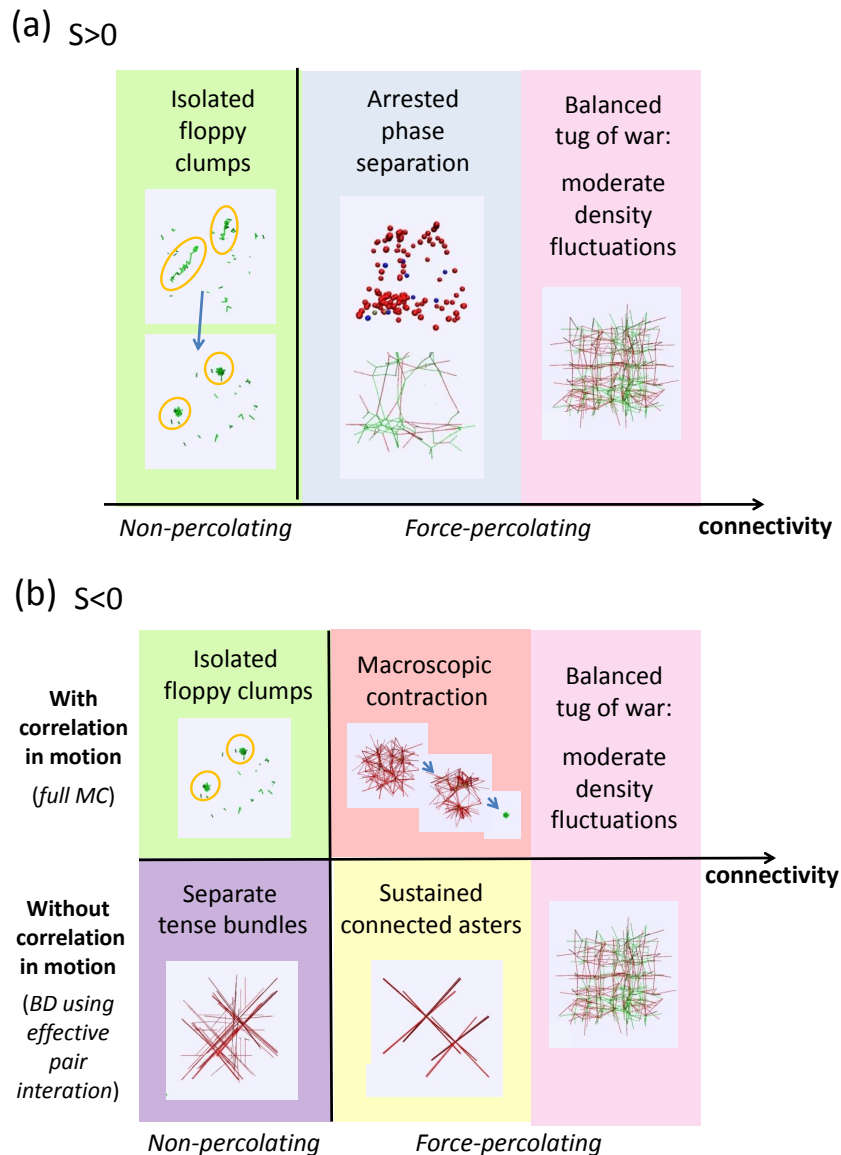 (a) S>0
Isolated
floppy
clumps
Arrested
phase
separation
Balanced
tug of war:
moderate
density
fluctuations
Non-percolating
Force-percolating
connectivity
(b) S<0
With
correlation
in motion
(full MC)
Isolated
floppy clumps
Macroscopic
contraction
Balanced
tug of war:
moderate
density
fluctuations
connectivity
Without
correlation
in motion
(BD using
effective
pair
interation)
Separate
tense bundles
Sustained
connected asters
Non-percolating
Force-percolating